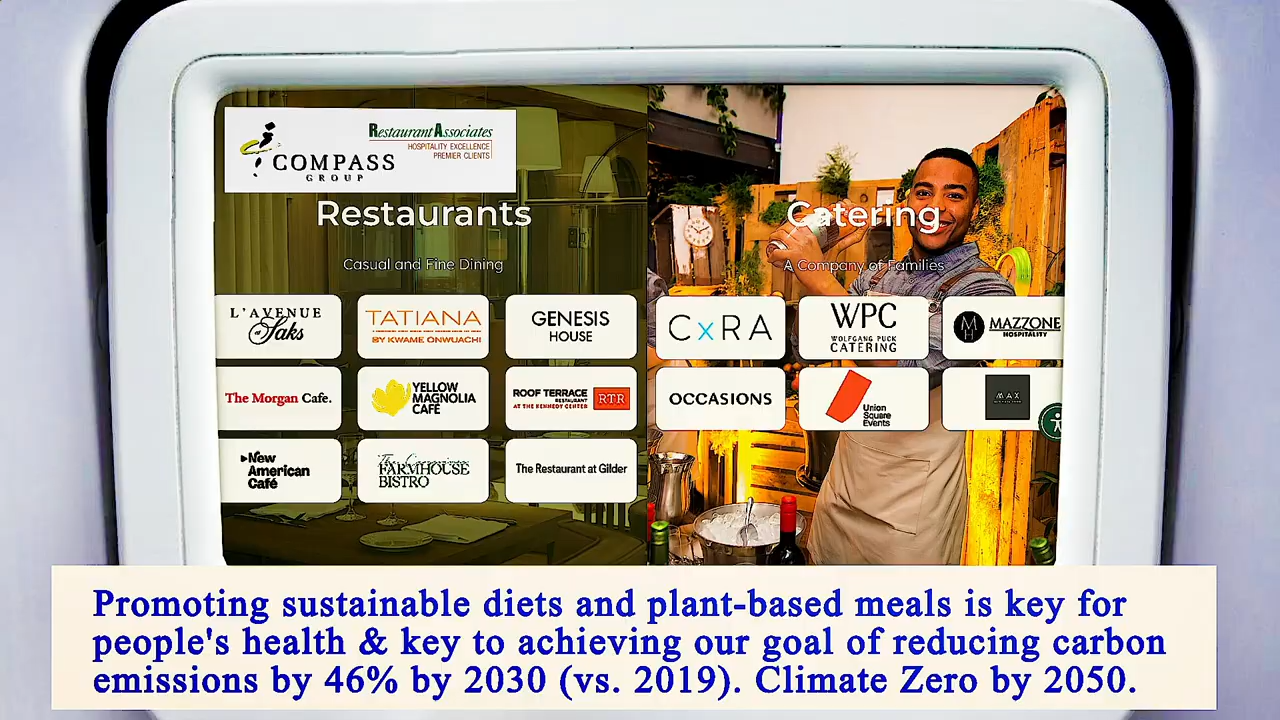 COMPASS
GROUP
Restaurant Associates
HOSPITALITY EXCELLENCE
PREMIER CLIENTS
Restaurants
Casual and Fine Dining
L'AVENUE
at Saks
TATIANA
BY KWAME ONWUACHI
GENESIS
HOUSE
The Morgan Cafe.
YELLOW
MAGNOLIA
CAFÉ
ROOF TERRACE
RESTAURANT
AT THE KENNEDY CENTER
RTR
New
American
Café
FARMHOUSE
BISTRO
The Restaurant at Gilder
Catering
A Company of Families
CxRA
WPC
WOLFGANG PUCK
CATERING
MH
MAZZONE
HOSPITALITY
OCCASIONS
Union
Square
Events
MAX
Promoting sustainable diets and plant-based meals is key for
people's health & key to achieving our goal of reducing carbon
emissions by 46% by 2030 (vs. 2019). Climate Zero by 2050.